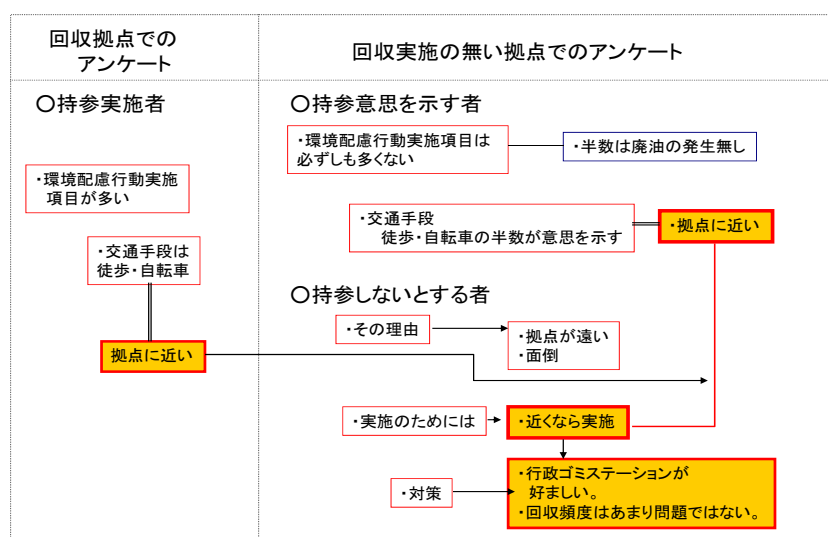 回収拠点での
アンケート
回収実施の無い拠点でのアンケート
〇持参実施者
・環境配慮行動実施
項目が多い
・交通手段は
徒歩・自転車
拠点に近い
〇持参意思を示す者
・環境配慮行動実施項目は
必ずしも多くない
・半数は廃油の発生無し
・交通手段
徒歩・自転車の半数が意思を示す
・拠点に近い
〇持参しないとする者
・その理由
・拠点が遠い
・面倒
・実施のためには
・近くなら実施
・対策
・行政ゴミステーションが
好ましい。
・回収頻度はあまり問題ではない。